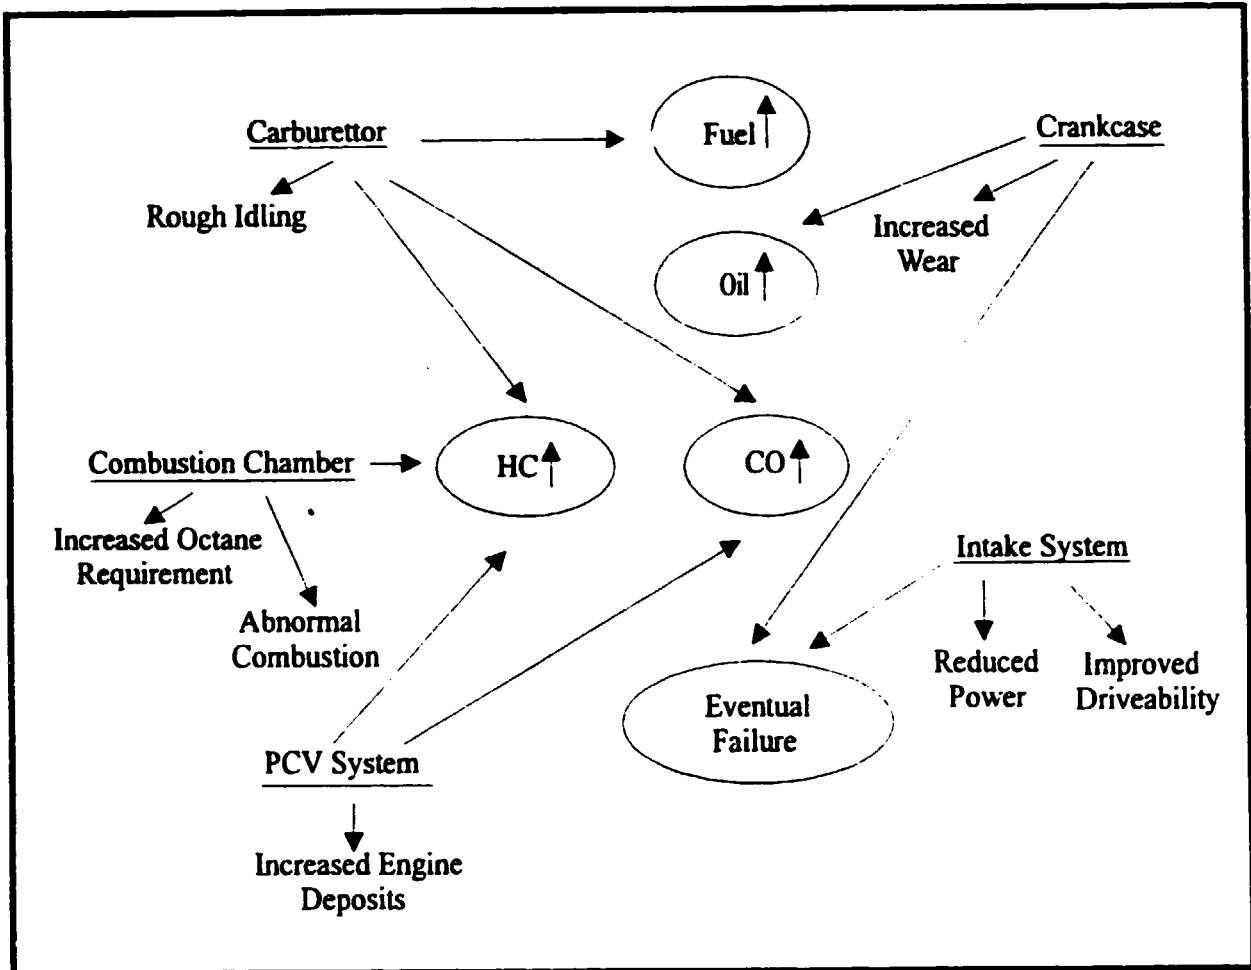 Carburettor
Fuel
Crankcase
Rough Idling
Increased
Wear
Oil
Combustion Chamber
HC
CO
Increased Octane
Requirement
Abnormal
Combustion
Intake System
Reduced
Power
Improved
Driveability
Eventual
Failure
PCV System
Increased Engine
Deposits